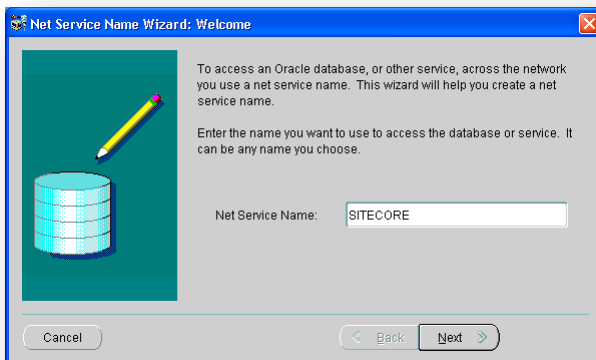 Net Service Name Wizard: Welcome
To access an Oracle database, or other service, across the network
you use a net service name.  This wizard will help you create a net
service name.
Enter the name you want to use to access the database or service.  It
can be any name you choose.
Net Service Name: SITECORE
Cancel Back Next